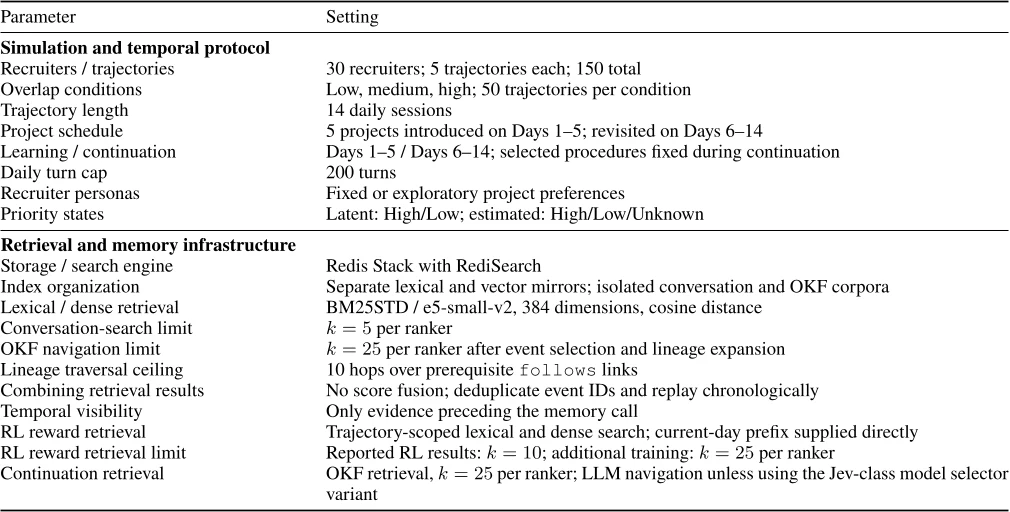 Parameter Setting
Simulation and temporal protocol
Recruiters / trajectories 30 recruiters; 5 trajectories each; 150 total
Overlap conditions Low, medium, high; 50 trajectories per condition
Trajectory length 14 daily sessions
Project schedule 5 projects introduced on Days 1–5; revisited on Days 6–14
Learning / continuation Days 1–5 / Days 6–14; selected procedures fixed during continuation
Daily turn cap 200 turns
Recruiter personas Fixed or exploratory project preferences
Priority states Latent: High/Low; estimated: High/Low/Unknown
Retrieval and memory infrastructure
Storage / search engine Redis Stack with RediSearch
Index organization Separate lexical and vector mirrors; isolated conversation and OKF corpora
Lexical / dense retrieval BM25STD / e5-small-v2, 384 dimensions, cosine distance
Conversation-search limit k = 5 per ranker
OKF navigation limit k = 25 per ranker after event selection and lineage expansion
Lineage traversal ceiling 10 hops over prerequisite follows links
Combining retrieval results No score fusion; deduplicate event IDs and replay chronologically
Temporal visibility Only evidence preceding the memory call
RL reward retrieval Trajectory-scoped lexical and dense search; current-day prefix supplied directly
RL reward retrieval limit Reported RL results: k = 10; additional training: k = 25 per ranker
Continuation retrieval OKF retrieval, k = 25 per ranker; LLM navigation unless using the Jev-class model selector
variant